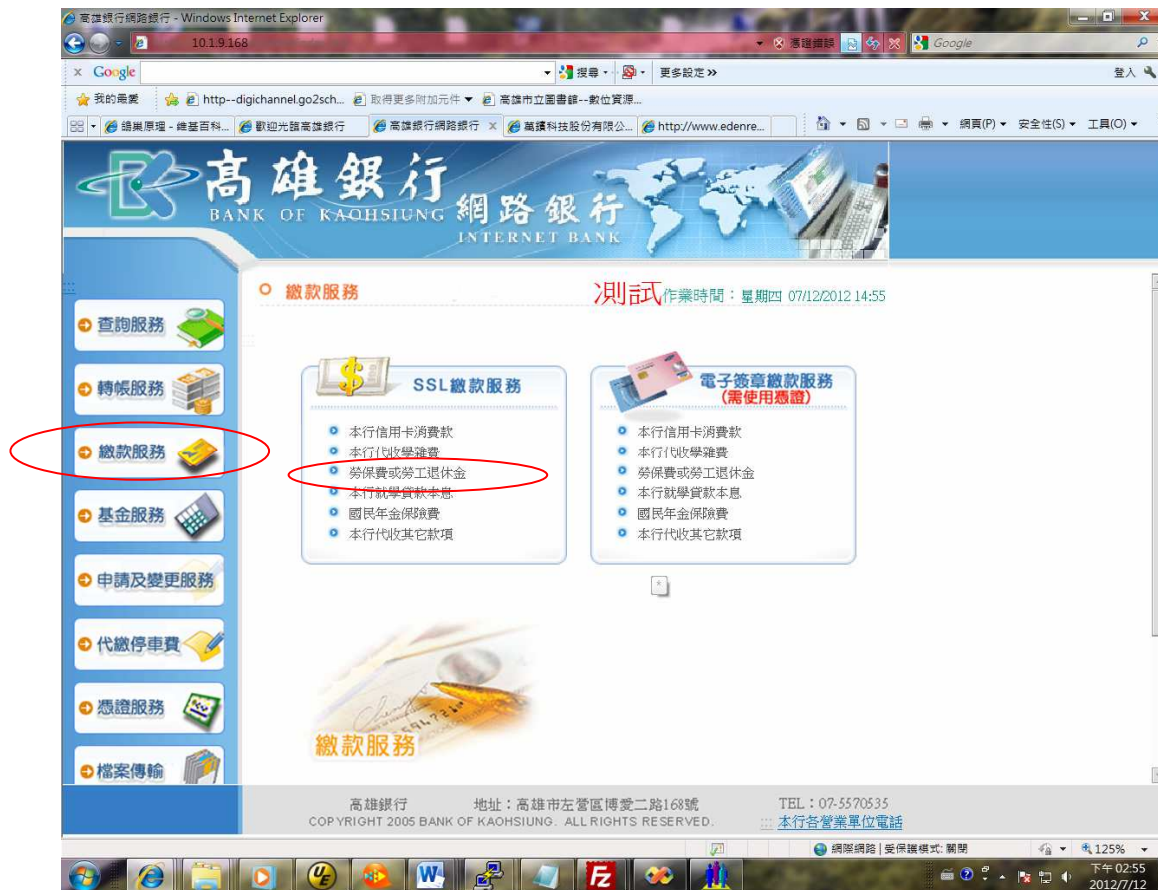 高雄銀行網路銀行 - Windows Internet Explorer
10.1.9.168
憑證錯誤
Google
x Google
搜尋
更多設定 >>
登入
我的最愛
http--digichannel.go2sch...
取得更多附加元件
高雄市立圖書館--數位資源...
鴿巢原理 - 維基百科...
歡迎光臨高雄銀行
高雄銀行網路銀行 x
萬鑽科技股份有限公...
http://www.edenre...
網頁(P)
安全性(S)
工具(O)
高雄銀行
BANK OF KAOHSIUNG
網路銀行
INTERNET BANK
繳款服務
測試
作業時間：星期四 07/12/2012 14:55
查詢服務
轉帳服務
繳款服務
基金服務
申請及變更服務
代繳停車費
憑證服務
檔案傳輸
SSL繳款服務
本行信用卡消費款
本行代收學雜費
勞保費或勞工退休金
本行就學貸款本息
國民年金保險費
本行代收其它款項
電子簽章繳款服務
(需使用憑證)
本行信用卡消費款
本行代收學雜費
勞保費或勞工退休金
本行就學貸款本息
國民年金保險費
本行代收其它款項
繳款服務
高雄銀行 地址：高雄市左營區博愛二路168號 TEL：07-5570535
COPYRIGHT 2005 BANK OF KAOHSIUNG. ALL RIGHTS RESERVED.
本行各營業單位電話
網際網路 | 受保護模式: 關閉
125%
下午 02:55
2012/7/12